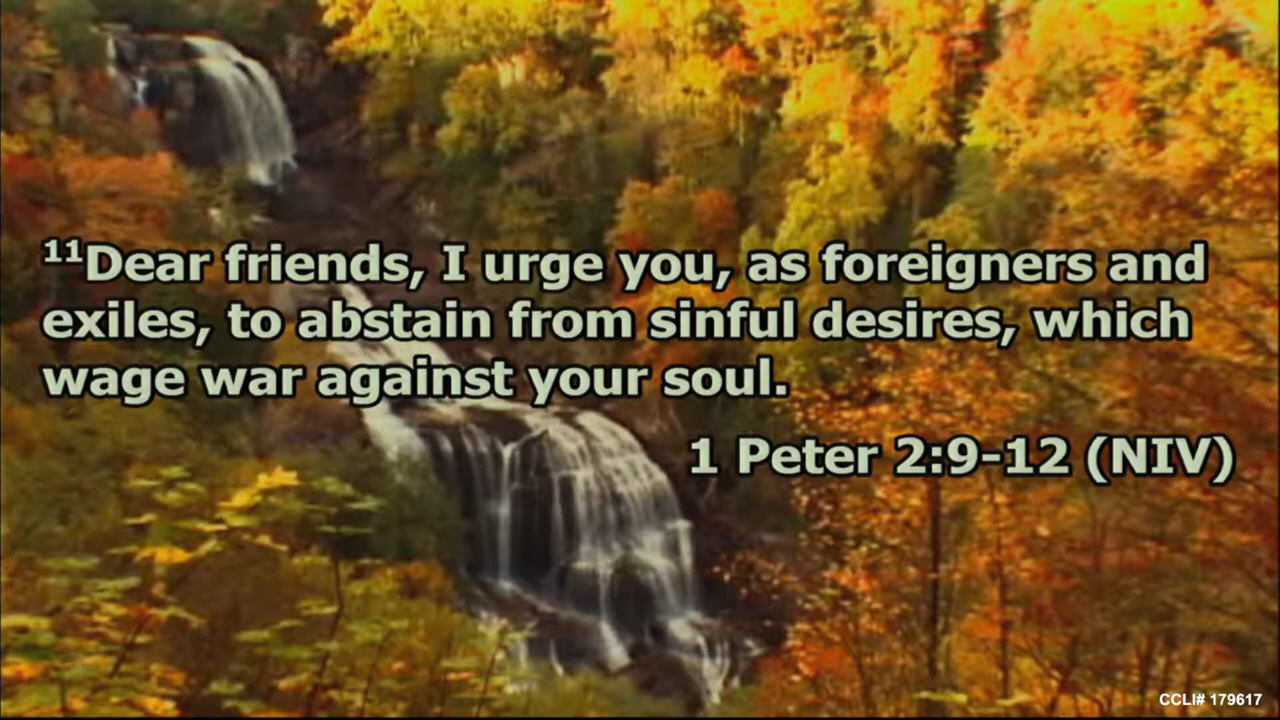 ¹¹Dear friends, I urge you, as foreigners and
exiles, to abstain from sinful desires, which
wage war against your soul.
1 Peter 2:9-12 (NIV)
CCLI# 179617